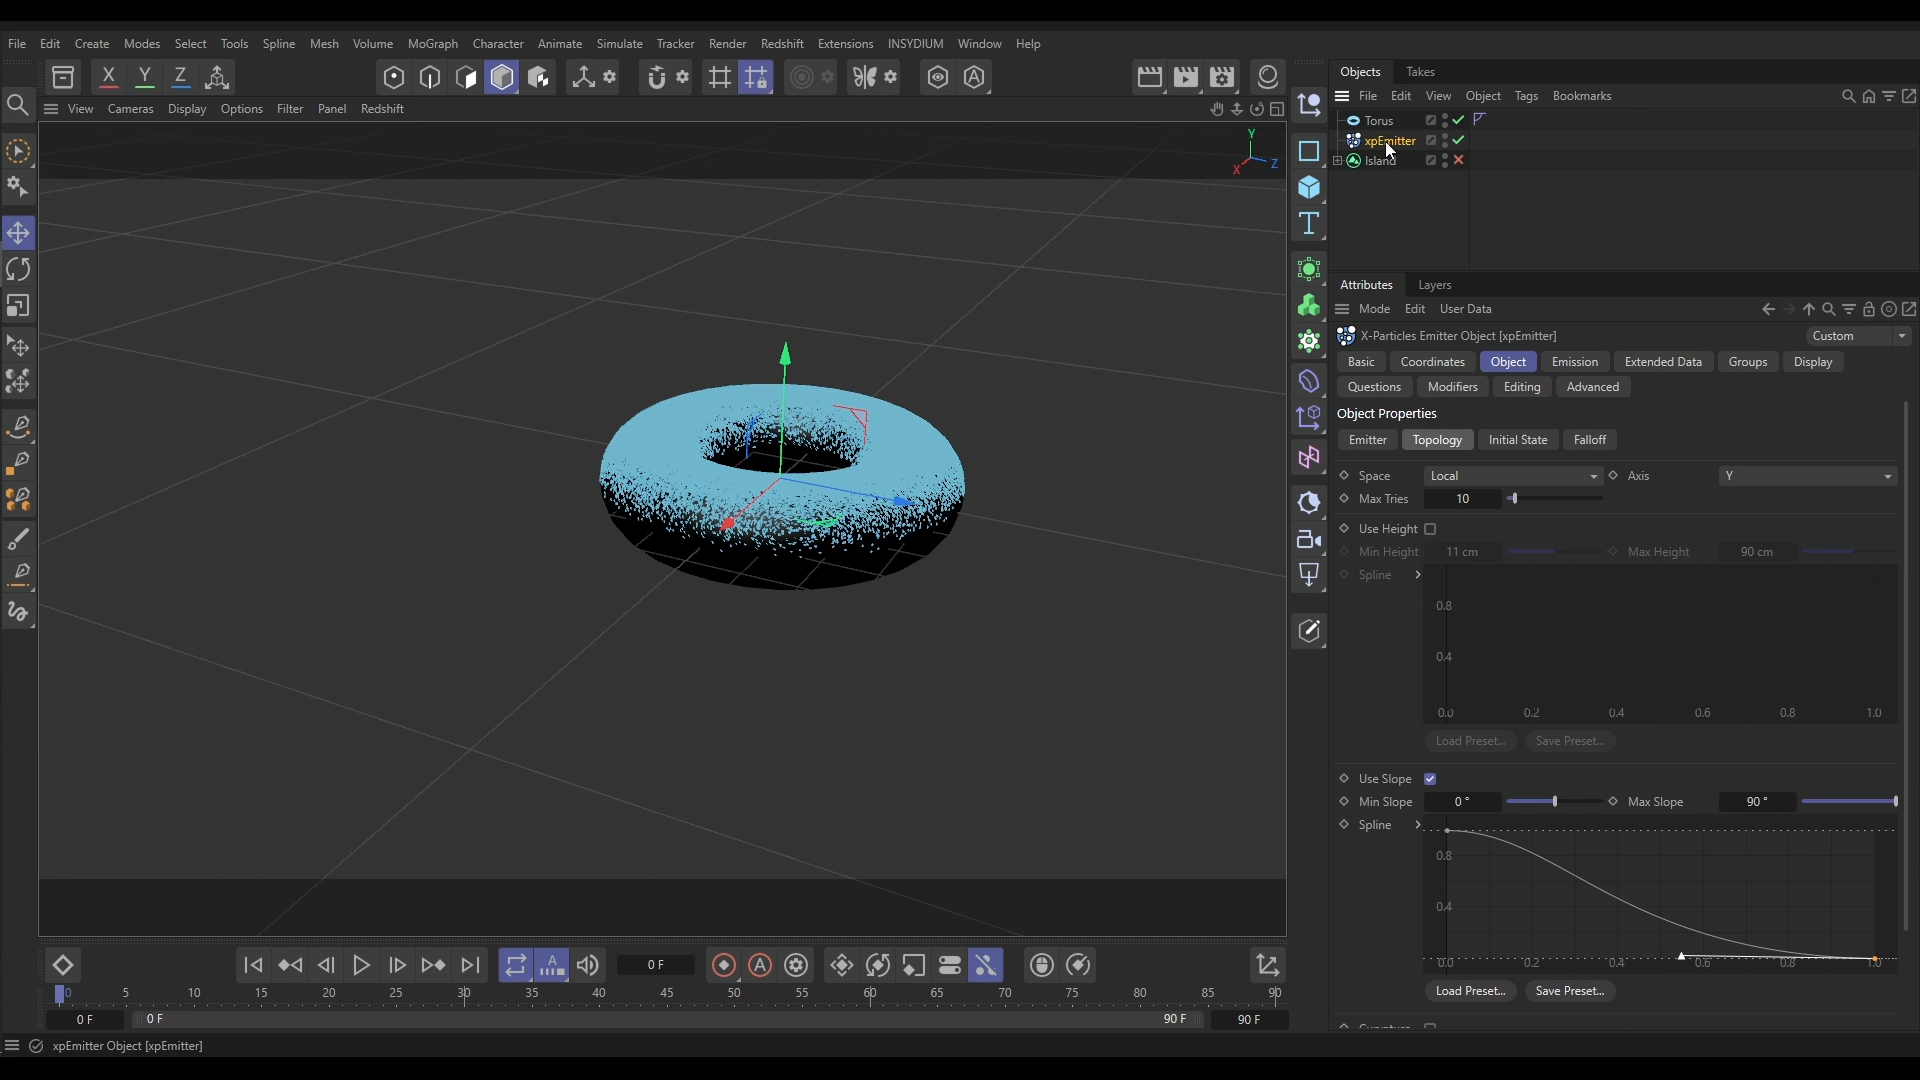 File Edit Create Modes Select Tools Spline Mesh Volume MoGraph Character Animate Simulate Tracker Render Redshift Extensions INSYDIUM Window Help
X Y Z
View Cameras Display Options Filter Panel Redshift
Y
X Z
Objects Takes
File Edit View Object Tags Bookmarks
Torus
xpEmitter
Island
Attributes Layers
Mode Edit User Data
X-Particles Emitter Object [xpEmitter] Custom
Basic Coordinates Object Emission Extended Data Groups Display
Questions Modifiers Editing Advanced
Object Properties
Emitter Topology Initial State Falloff
Space Local Axis Y
Max Tries 10
Use Height
Min Height 11 cm Max Height 90 cm
Spline
0.8
0.4
0.0 0.2 0.4 0.6 0.8 1.0
Load Preset... Save Preset...
Use Slope
Min Slope 0° Max Slope 90°
Spline
0.8
0.4
0.0 0.2 0.4 0.6 0.8 1.0
Load Preset... Save Preset...
0 F
0 5 10 15 20 25 30 35 40 45 50 55 60 65 70 75 80 85 90
0 F 0 F 90 F 90 F
xpEmitter Object [xpEmitter]